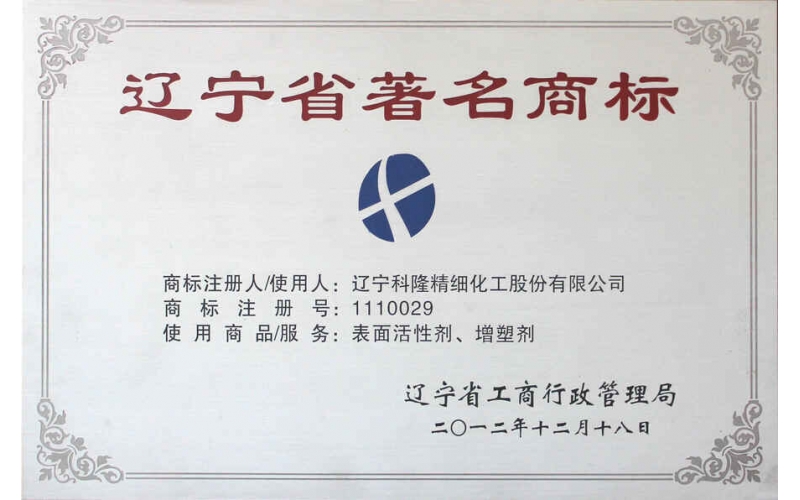 辽宁省著名商标
商标注册人/使用人：辽宁科隆精细化工股份有限公司
商标注册号：1110029
使用商品/服务：表面活性剂、增塑剂
辽宁省工商行政管理局
二〇一二年十二月十八日